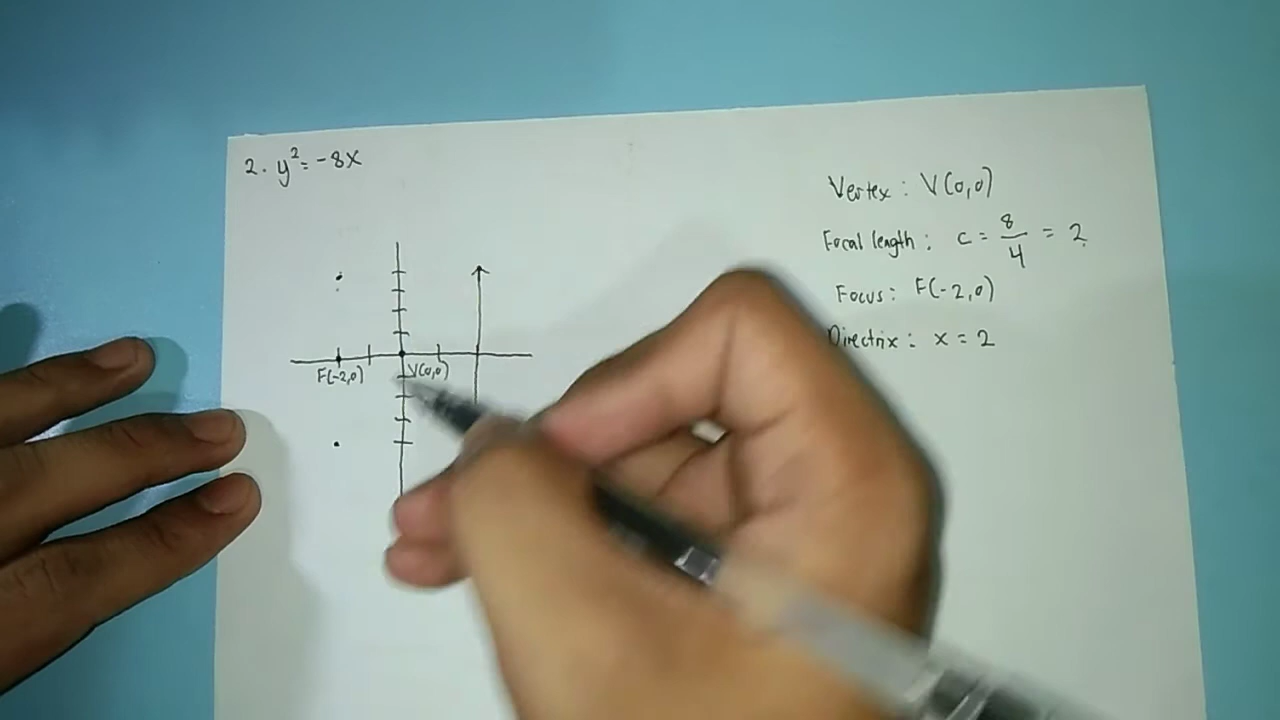 2. y² = -8x
Vertex : V(0,0)
Focal length : c = 8/4 = 2
Focus : F(-2,0)
Directrix : x = 2
F(-2,0)
V(0,0)